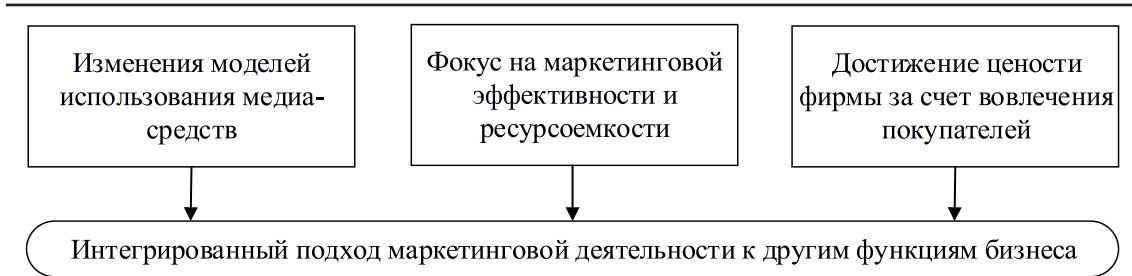 Изменения моделей
использования медиа-
средств
Фокус на маркетинговой
эффективности и
ресурсоемкости
Достижение цености
фирмы за счет вовлечения
покупателей
Интегрированный подход маркетинговой деятельности к другим функциям бизнеса